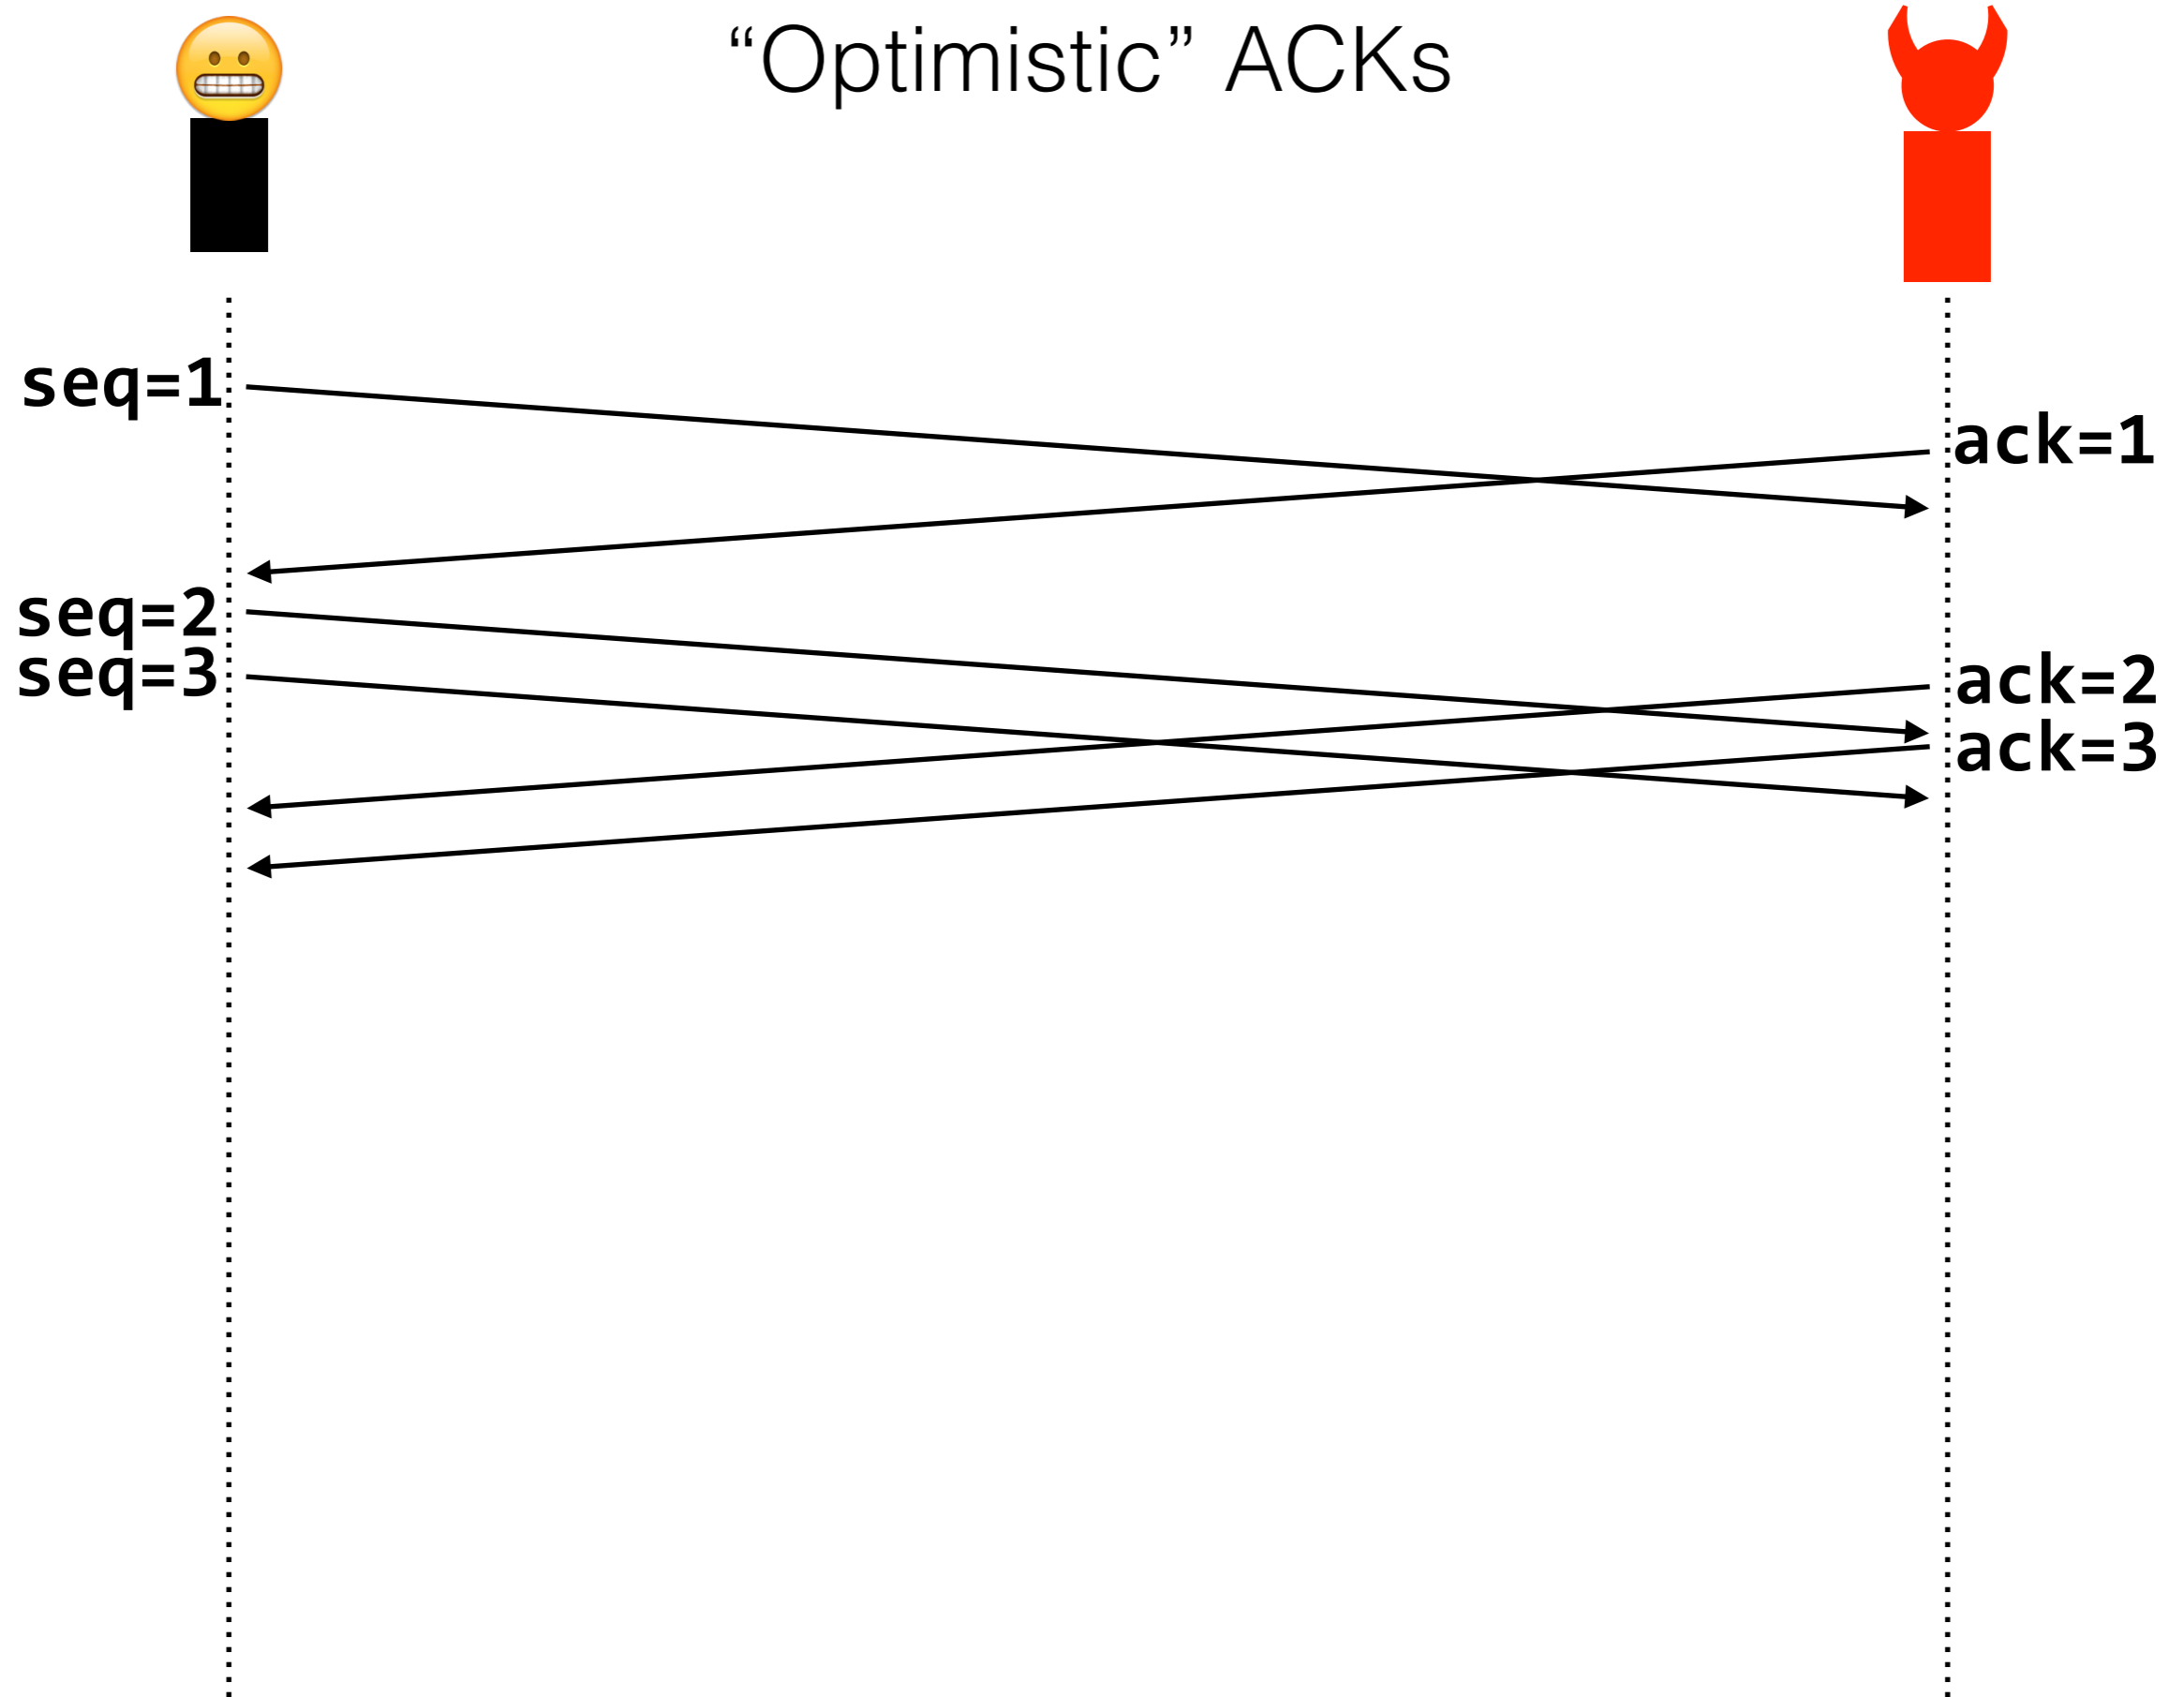 “Optimistic” ACKs
seq=1
ack=1
seq=2
seq=3
ack=2
ack=3